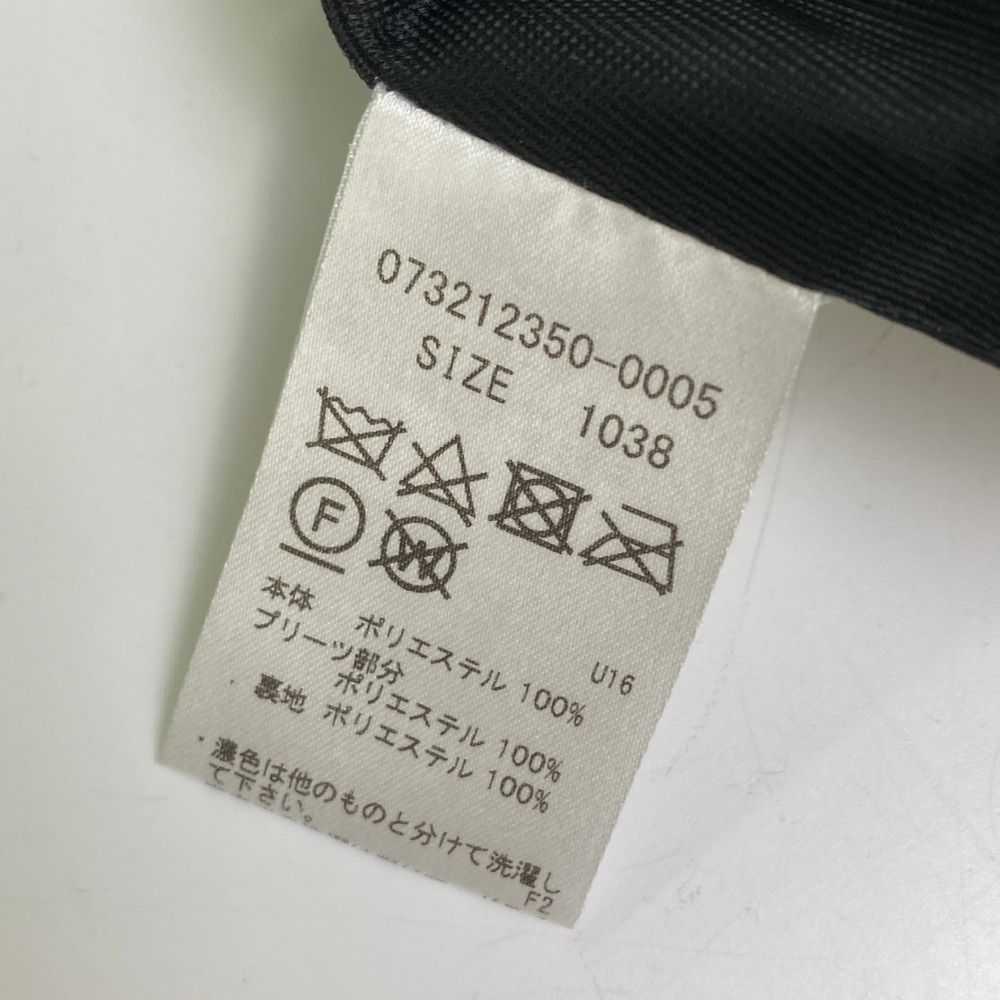 073212350-0005
SIZE 1038
F
W
U16
本体 ポリエステル 100%
プリーツ部分
ポリエステル 100%
裏地 ポリエステル 100%
・濃色は他のものと分けて洗濯し
て下さい。
F2